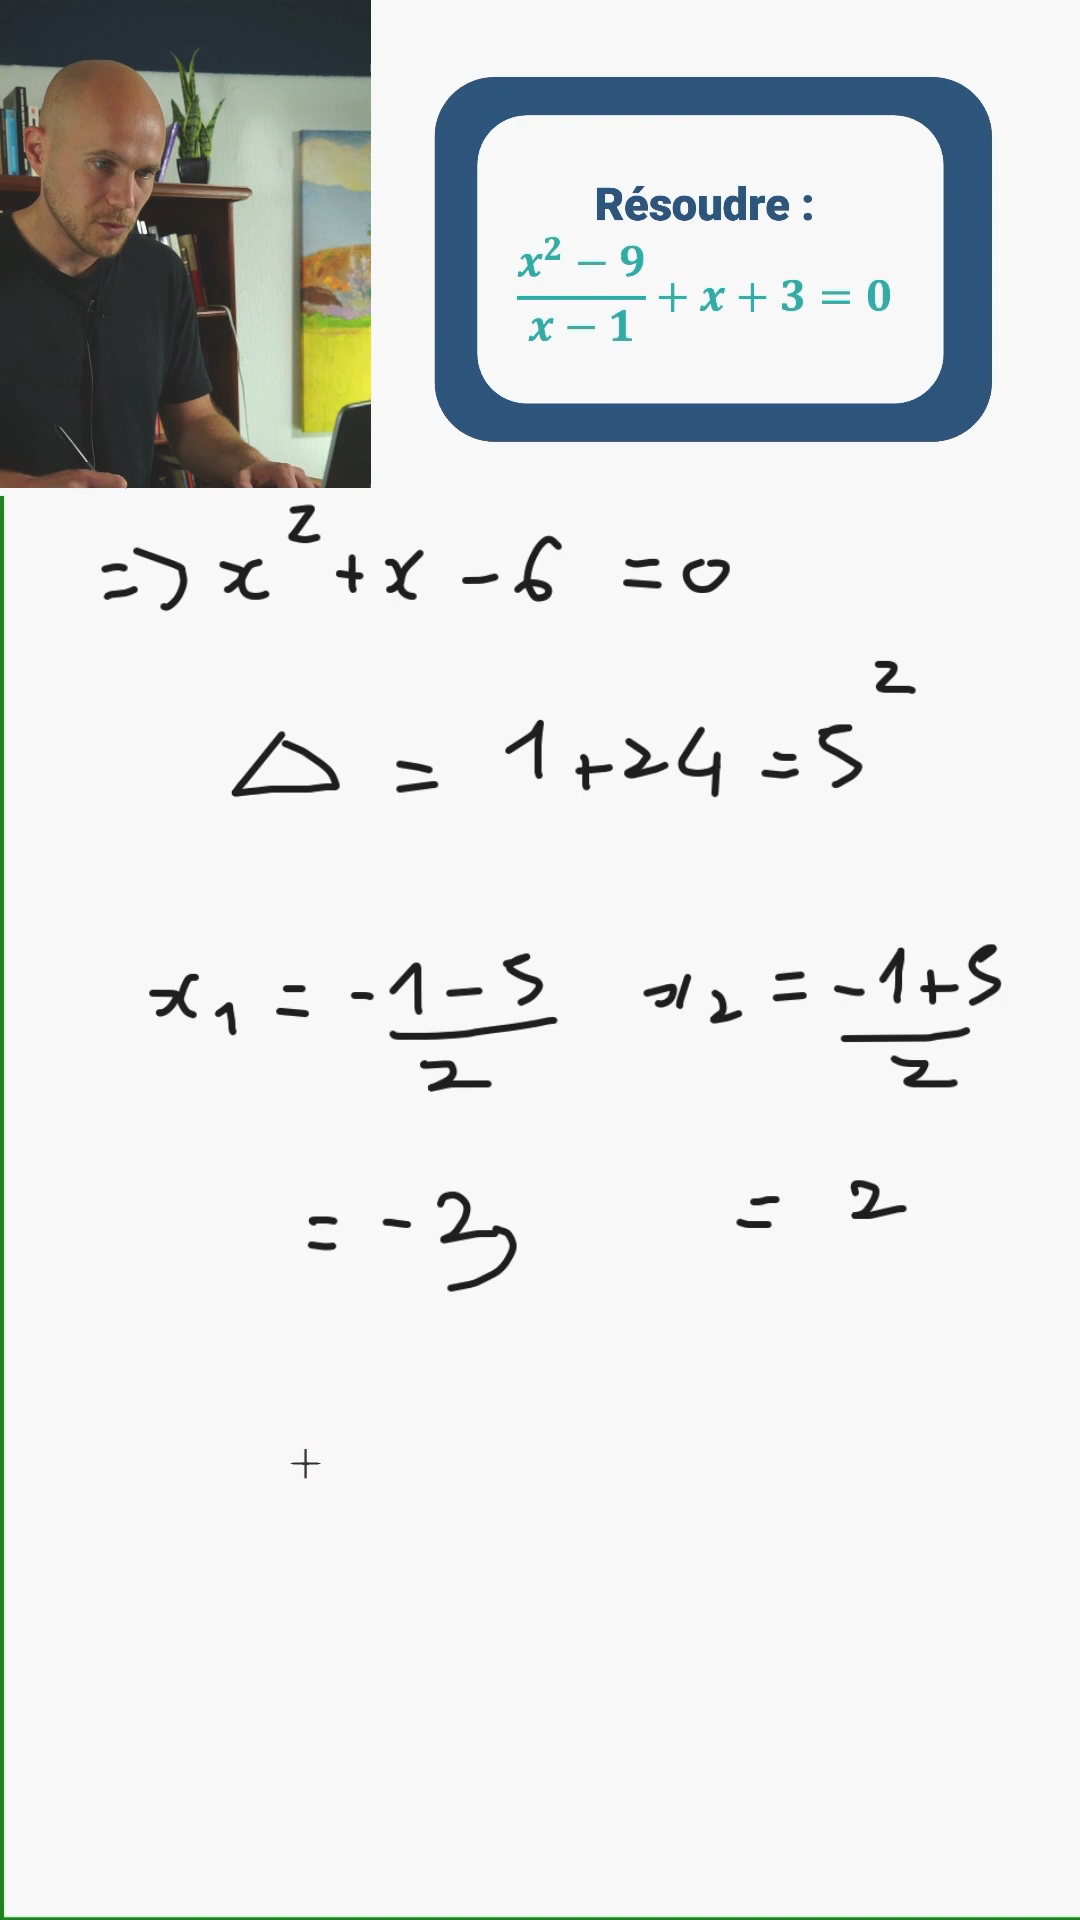 Résoudre :
x² − 9
───── + x + 3 = 0
x − 1
=> x² + x - 6 = 0
Δ = 1 + 24 = 5²
x₁ = -1 - 5 / 2    x₂ = -1 + 5 / 2
= -3    = 2